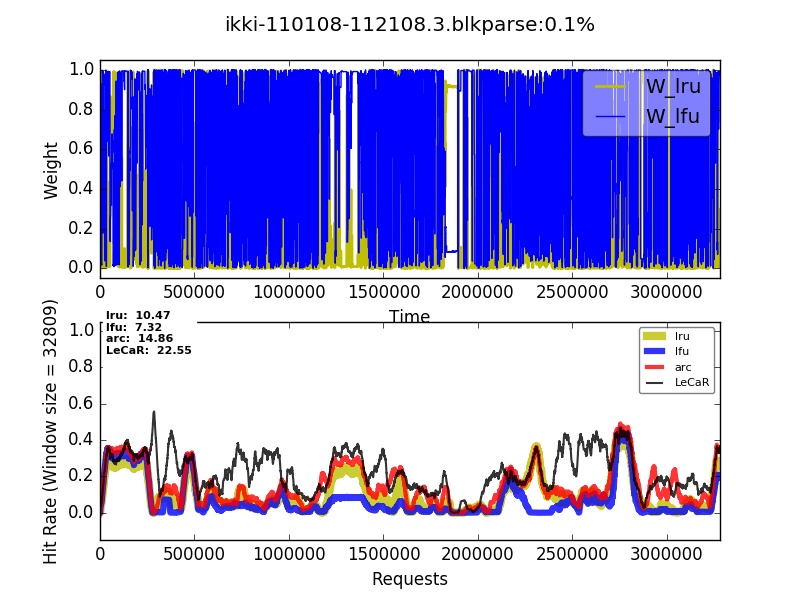 ikki-110108-112108.3.blkparse:0.1%
Weight
1.0
0.8
0.6
0.4
0.2
0.0
W_lru
W_lfu
0 500000 1000000 1500000 2000000 2500000 3000000
Time
Hit Rate (Window size = 32809)
1.0
0.8
0.6
0.4
0.2
0.0
lru: 10.47
lfu: 7.32
arc: 14.86
LeCaR: 22.55
lru
lfu
arc
LeCaR
0 500000 1000000 1500000 2000000 2500000 3000000
Requests